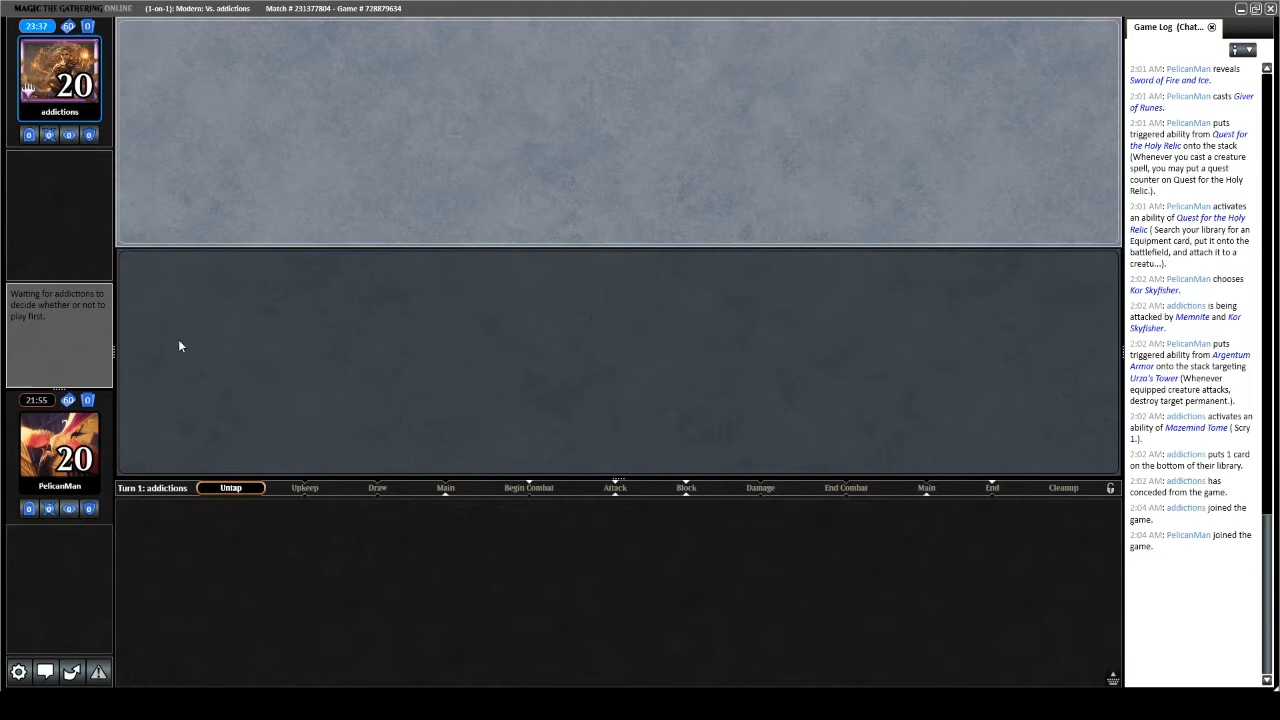 MAGIC THE GATHERING ONLINE (1-on-1): Modern: Vs. addictions Match # 231377804 - Game # 728879634
23:37 60 0
20
addictions
0 0 0 0
Waiting for addictions to
decide whether or not to
play first.
21:55 60 0
20
PelicanMan
0 0 0 0
Turn 1: addictions Untap Upkeep Draw Main Begin Combat Attack Block Damage End Combat Main End Cleanup
Game Log (Chat...
2:01 AM: PelicanMan reveals
Sword of Fire and Ice.
2:01 AM: PelicanMan casts Giver
of Runes.
2:01 AM: PelicanMan puts
triggered ability from Quest for
the Holy Relic onto the stack
(Whenever you cast a creature
spell, you may put a quest
counter on Quest for the Holy
Relic.).
2:01 AM: PelicanMan activates
an ability of Quest for the Holy
Relic ( Search your library for an
Equipment card, put it onto the
battlefield, and attach it to a
creatu...).
2:02 AM: PelicanMan chooses
Kor Skyfisher.
2:02 AM: addictions is being
attacked by Memnite and Kor
Skyfisher.
2:02 AM: PelicanMan puts
triggered ability from Argentum
Armor onto the stack targeting
Urza's Tower (Whenever
equipped creature attacks,
destroy target permanent.).
2:02 AM: addictions activates an
ability of Mazemind Tome ( Scry
1.).
2:02 AM: addictions puts 1 card
on the bottom of their library.
2:02 AM: addictions has
conceded from the game.
2:04 AM: addictions joined the
game.
2:04 AM: PelicanMan joined the
game.